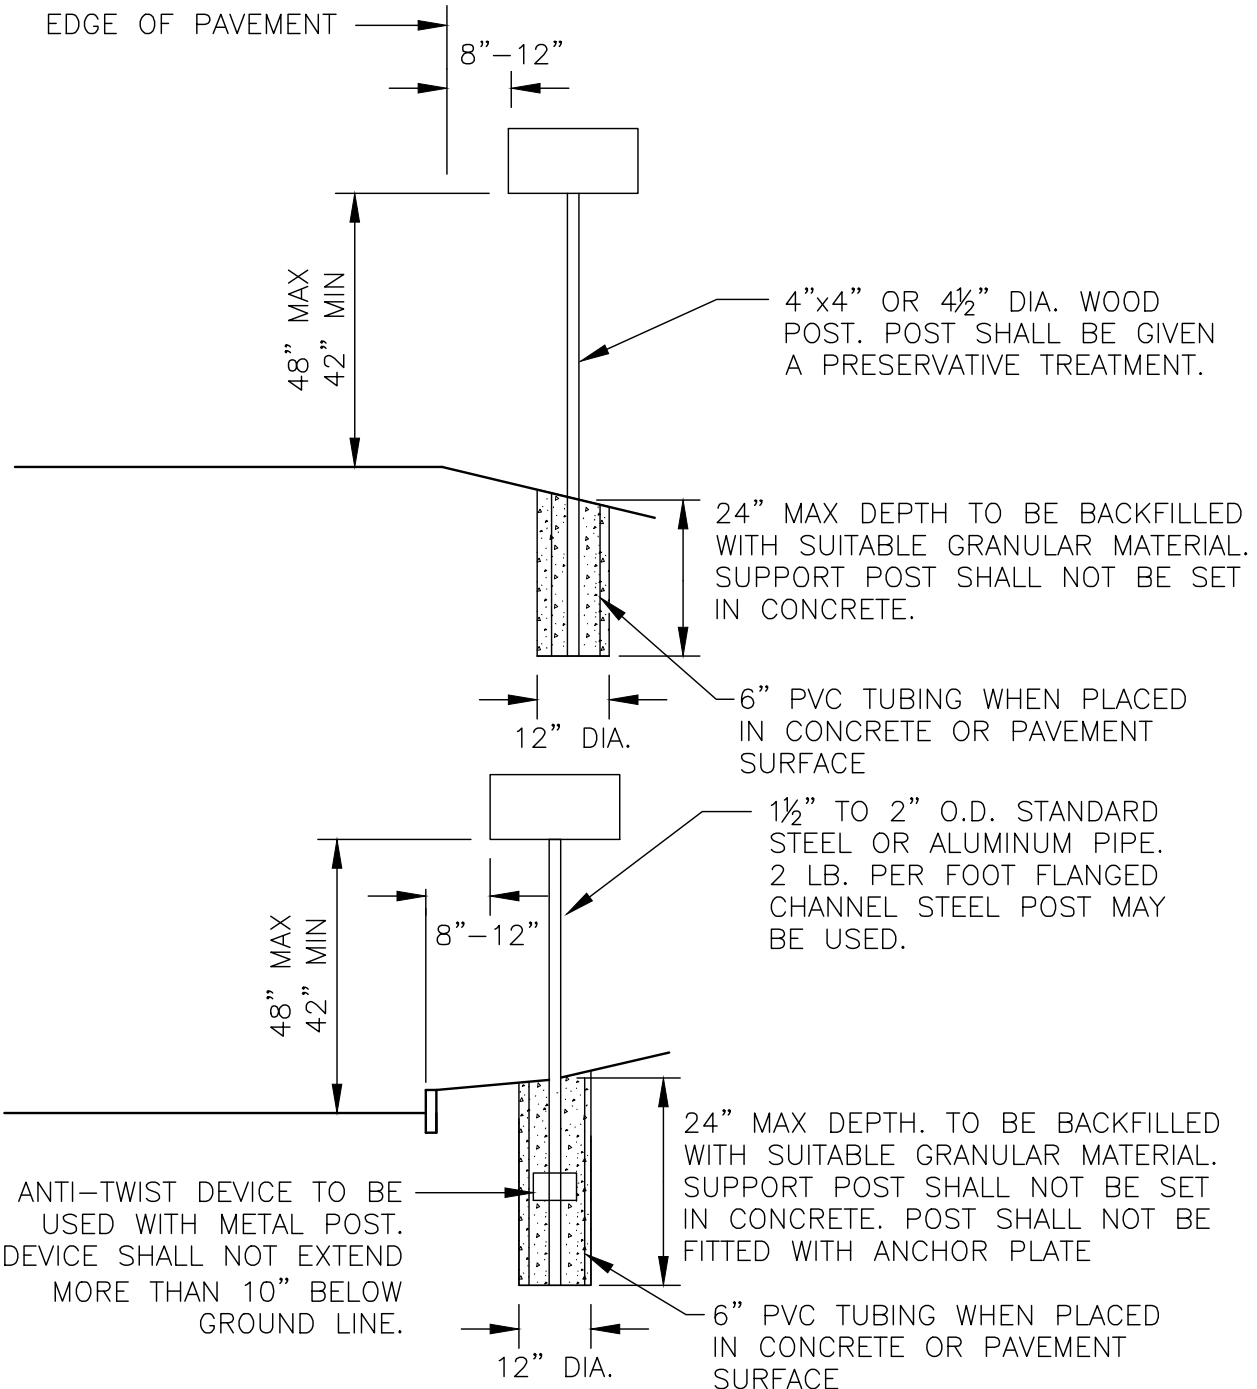 EDGE OF PAVEMENT
8”–12”
48” MAX
42” MIN
4”x4” OR 4½” DIA. WOOD
POST. POST SHALL BE GIVEN
A PRESERVATIVE TREATMENT.
24” MAX DEPTH TO BE BACKFILLED
WITH SUITABLE GRANULAR MATERIAL.
SUPPORT POST SHALL NOT BE SET
IN CONCRETE.
6” PVC TUBING WHEN PLACED
IN CONCRETE OR PAVEMENT
SURFACE
12” DIA.
1½” TO 2” O.D. STANDARD
STEEL OR ALUMINUM PIPE.
2 LB. PER FOOT FLANGED
CHANNEL STEEL POST MAY
BE USED.
8”–12”
48” MAX
42” MIN
24” MAX DEPTH. TO BE BACKFILLED
WITH SUITABLE GRANULAR MATERIAL.
SUPPORT POST SHALL NOT BE SET
IN CONCRETE. POST SHALL NOT BE
FITTED WITH ANCHOR PLATE
ANTI–TWIST DEVICE TO BE
USED WITH METAL POST.
DEVICE SHALL NOT EXTEND
MORE THAN 10” BELOW
GROUND LINE.
6” PVC TUBING WHEN PLACED
IN CONCRETE OR PAVEMENT
SURFACE
12” DIA.